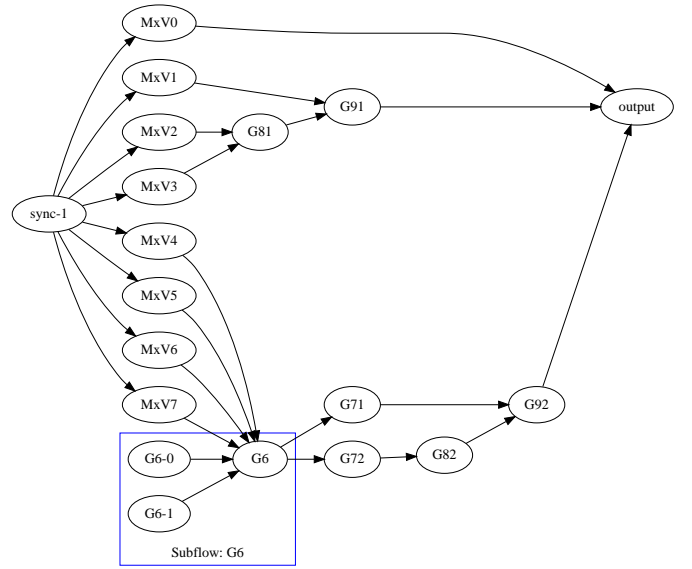 MxV0
MxV1
MxV2
MxV3
MxV4
MxV5
MxV6
MxV7
sync-1
G81
G91
output
G71
G92
G72
G82
G6-0
G6
G6-1
Subflow: G6